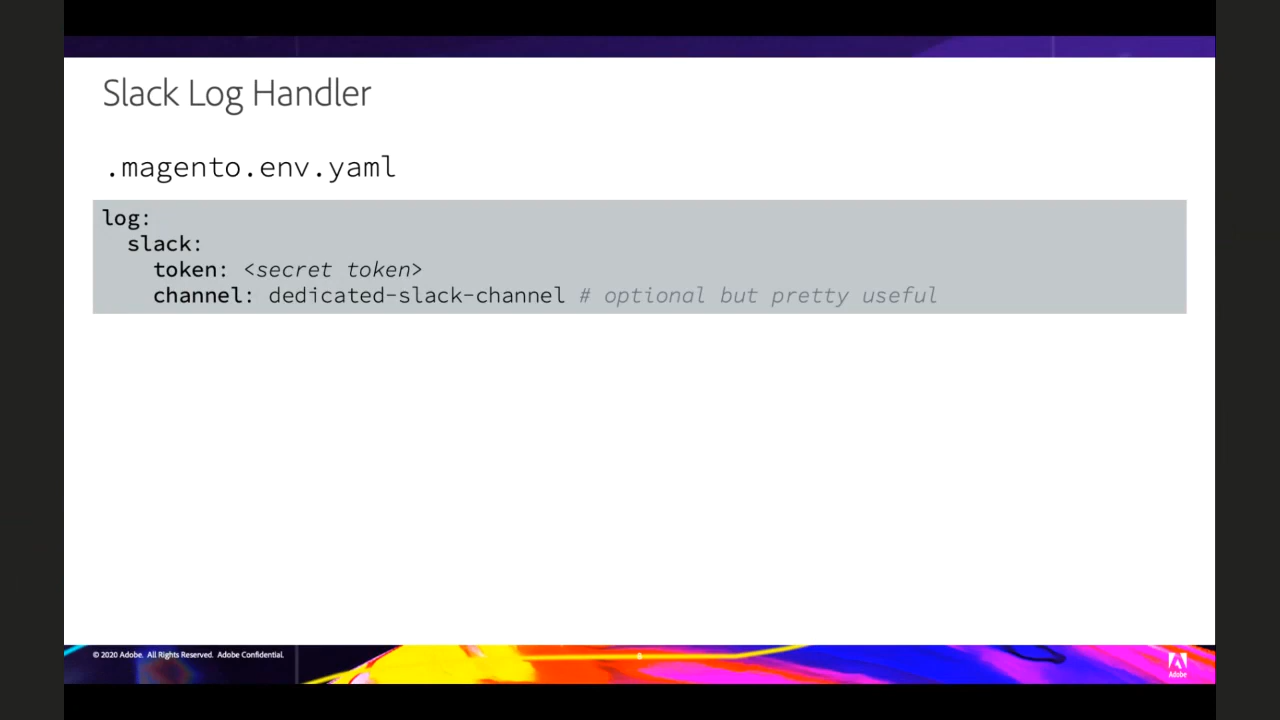 Slack Log Handler
.magento.env.yaml
log:
  slack:
    token: <secret token>
    channel: dedicated-slack-channel # optional but pretty useful
© 2020 Adobe. All Rights Reserved. Adobe Confidential.
Adobe